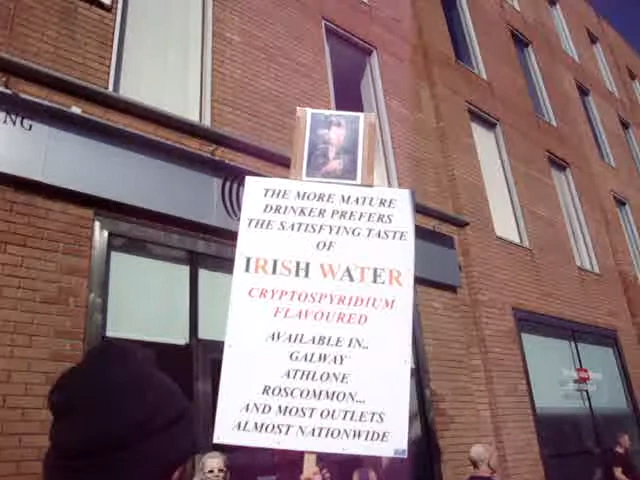 NG
THE MORE MATURE
DRINKER PREFERS
THE SATISFYING TASTE
OF
IRISH WATER
CRYPTOSPYRIDIUM
FLAVOURED
AVAILABLE IN..
GALWAY
ATHLONE
ROSCOMMON...
AND MOST OUTLETS
ALMOST NATIONWIDE